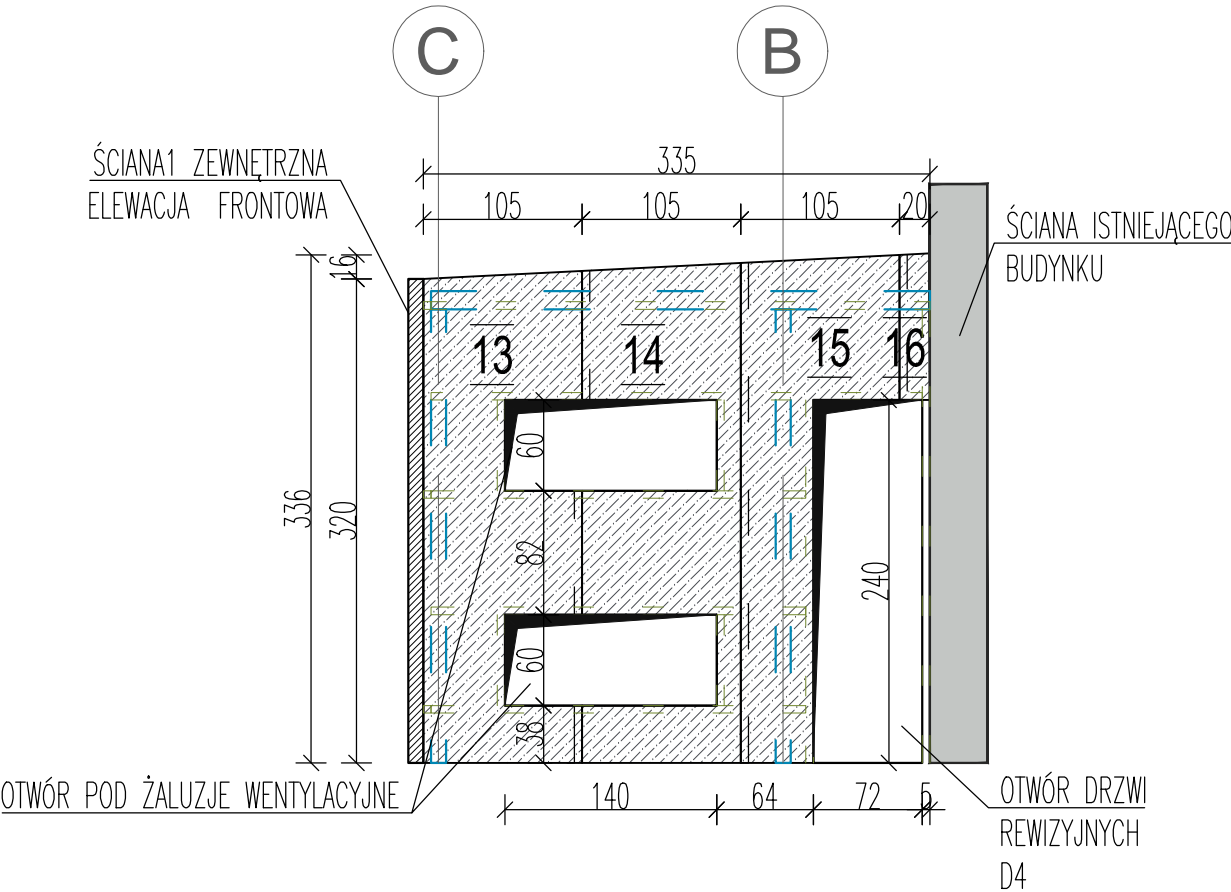 C
B
ŚCIANA1 ZEWNĘTRZNA
ELEWACJA FRONTOWA
335
105
105
105
20
ŚCIANA ISTNIEJĄCEGO
BUDYNKU
16
13
14
15
16
60
336
320
82
240
60
38
OTWÓR POD ŻALUZJE WENTYLACYJNE
140
64
72
5
OTWÓR DRZWI
REWIZYJNYCH
D4